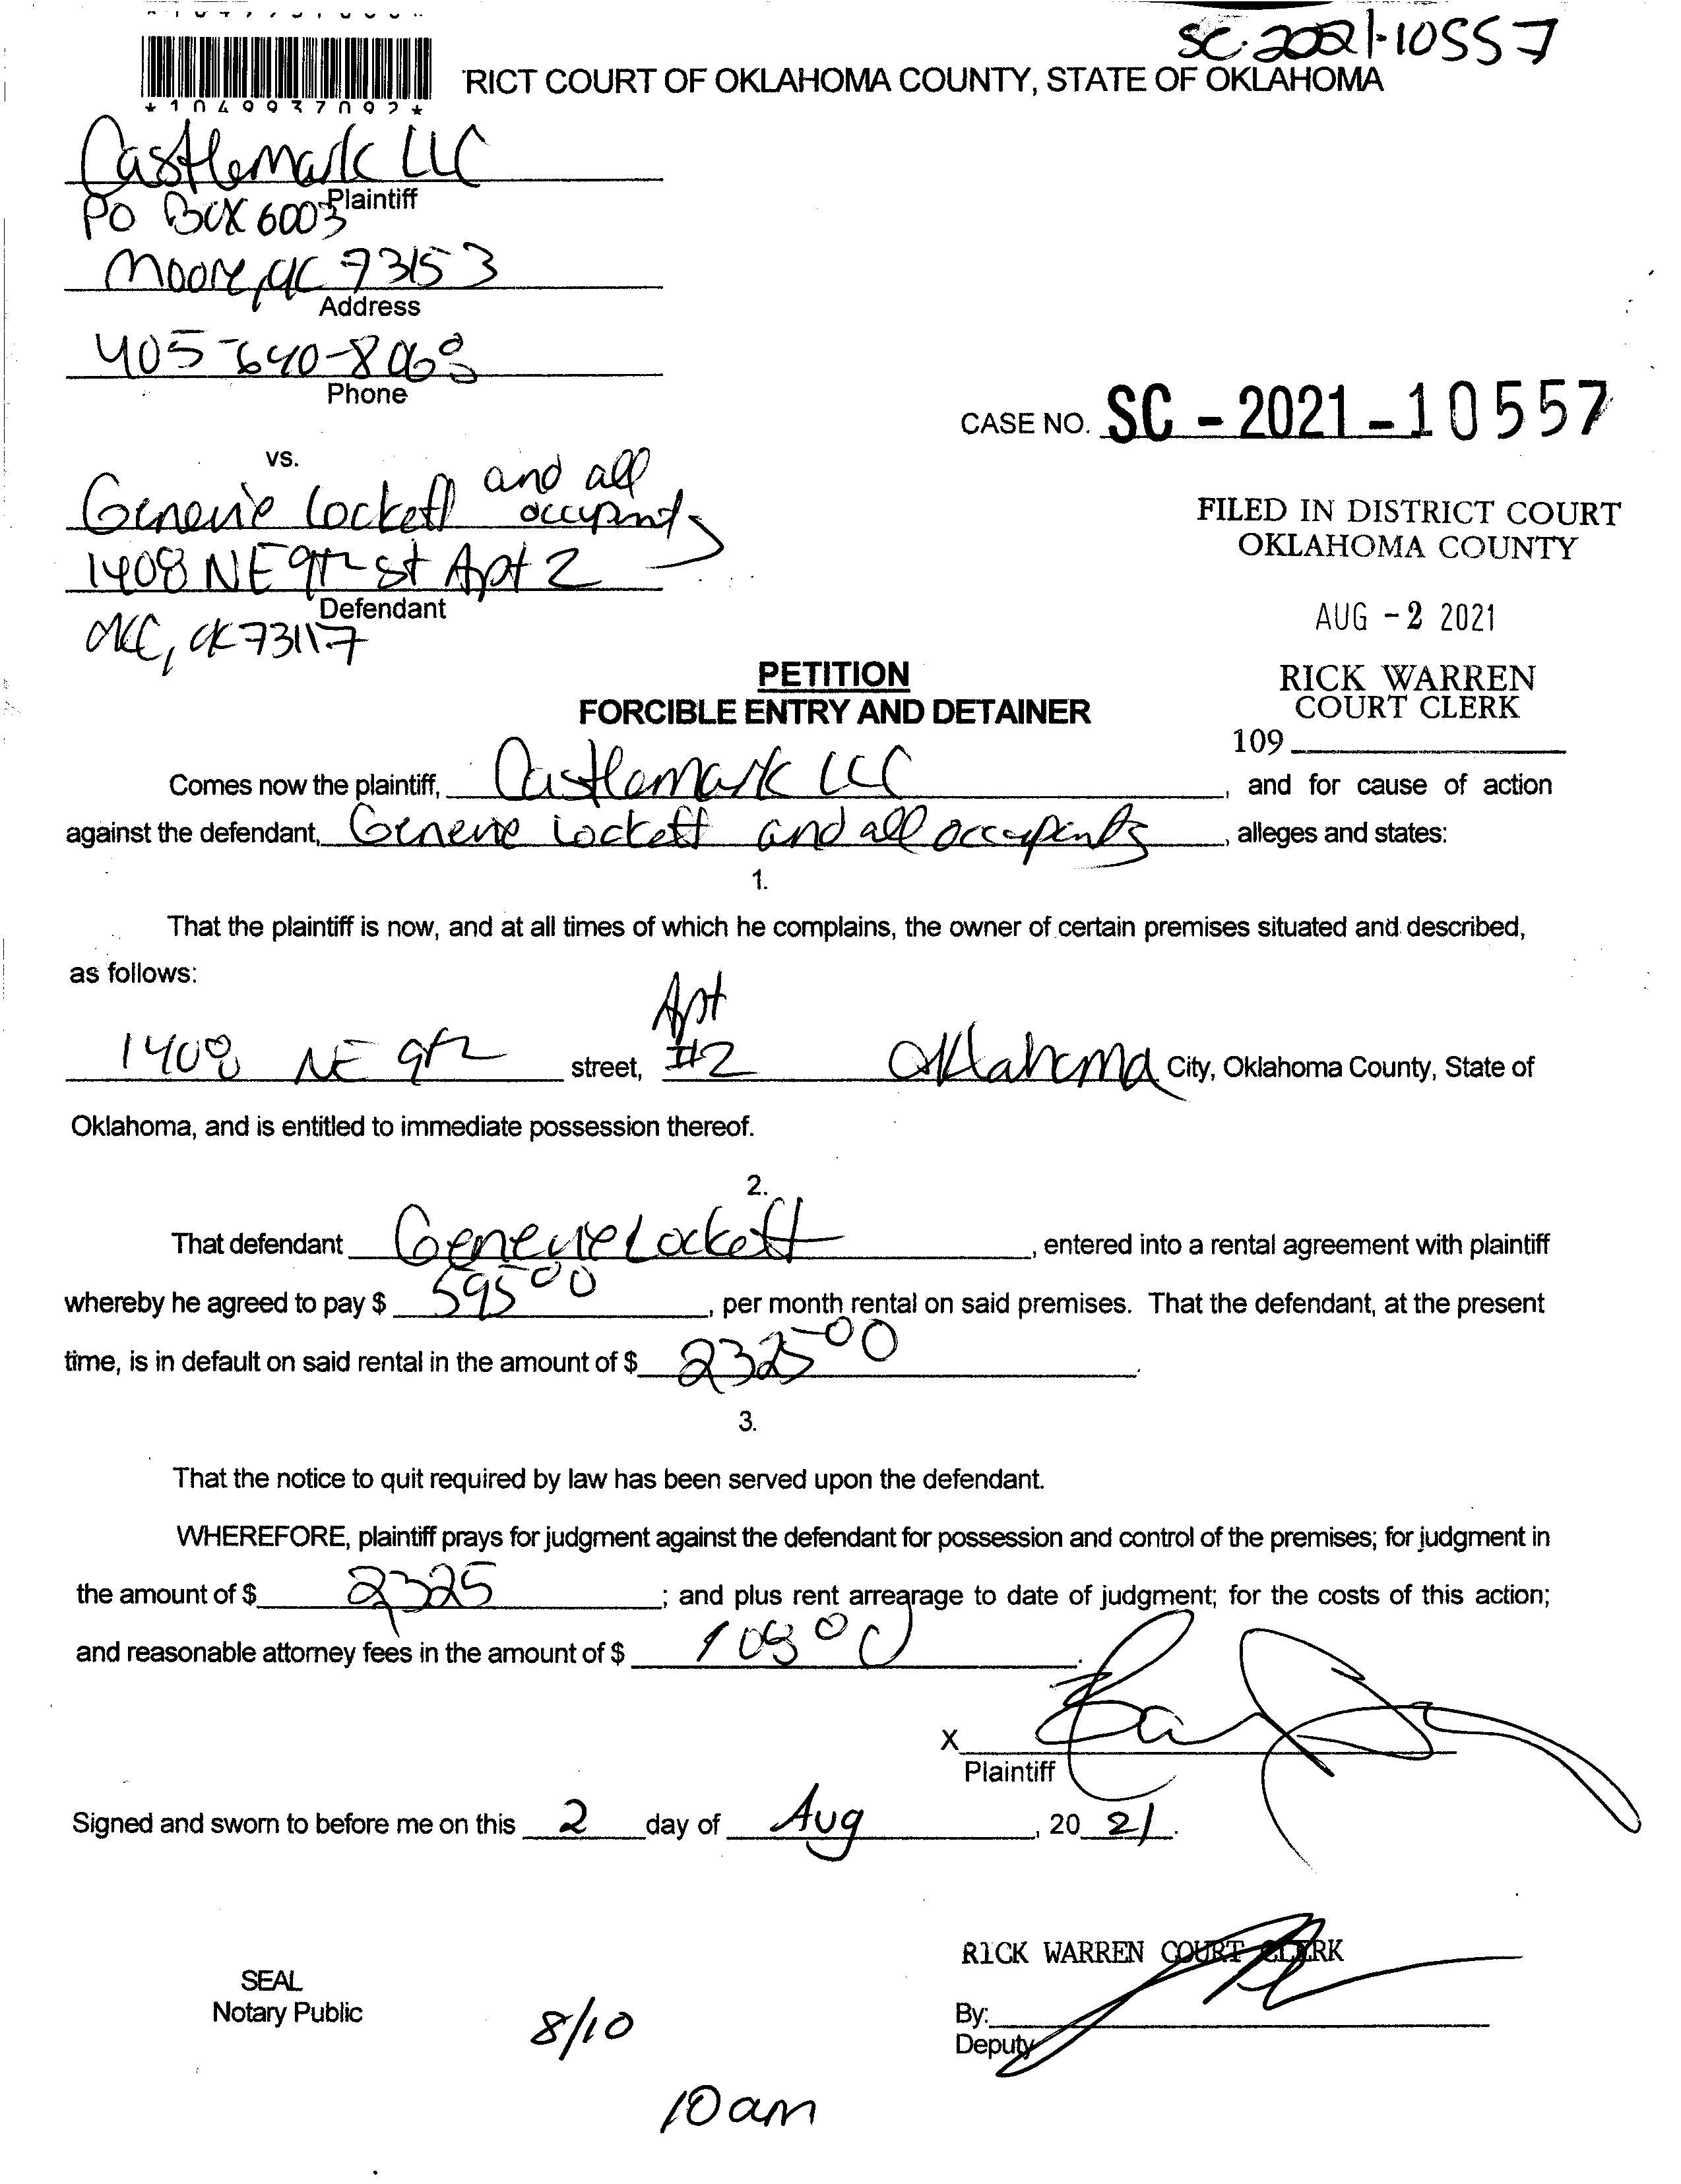 SC-2021-10557
RICT COURT OF OKLAHOMA COUNTY, STATE OF OKLAHOMA
*1049937092*
Castlemark LLC
Plaintiff
PO BOX 6003
Moore, OK 73153
Address
405-640-8068
Phone
CASE NO. SC - 2021 - 10557
vs.
Genevie Lockett and all occupants
1408 NE 9th st Apt 2
Defendant
OKC, OK 73117
FILED IN DISTRICT COURT
OKLAHOMA COUNTY
AUG - 2 2021
RICK WARREN
COURT CLERK
109
PETITION
FORCIBLE ENTRY AND DETAINER
Comes now the plaintiff, Castlemark LLC, and for cause of action
against the defendant, Genevie Lockett and all occupants, alleges and states:
1.
That the plaintiff is now, and at all times of which he complains, the owner of certain premises situated and described,
as follows:
1408 NE 9th street, Apt #2 Oklahoma City, Oklahoma County, State of
Oklahoma, and is entitled to immediate possession thereof.
2.
That defendant Genevie Lockett, entered into a rental agreement with plaintiff
whereby he agreed to pay $ 595 00, per month rental on said premises. That the defendant, at the present
time, is in default on said rental in the amount of $ 2325 00.
3.
That the notice to quit required by law has been served upon the defendant.
WHEREFORE, plaintiff prays for judgment against the defendant for possession and control of the premises; for judgment in
the amount of $ 2325; and plus rent arrearage to date of judgment; for the costs of this action;
and reasonable attorney fees in the amount of $ 108 00.
X
Plaintiff
Signed and sworn to before me on this 2 day of Aug, 20 21.
RICK WARREN COURT CLERK
SEAL
Notary Public
By:
Deputy
8/10
10 am